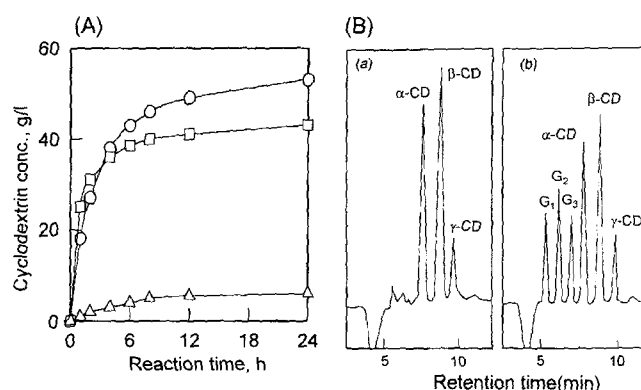 (A)
60
40
20
0
0
6
12
18
24
Cyclodextrin conc., g/l
Reaction time, h
(B)
(a)
α-CD
β-CD
γ-CD
5
10
(b)
G1
G2
G3
α-CD
β-CD
γ-CD
5
10
Retention time(min)